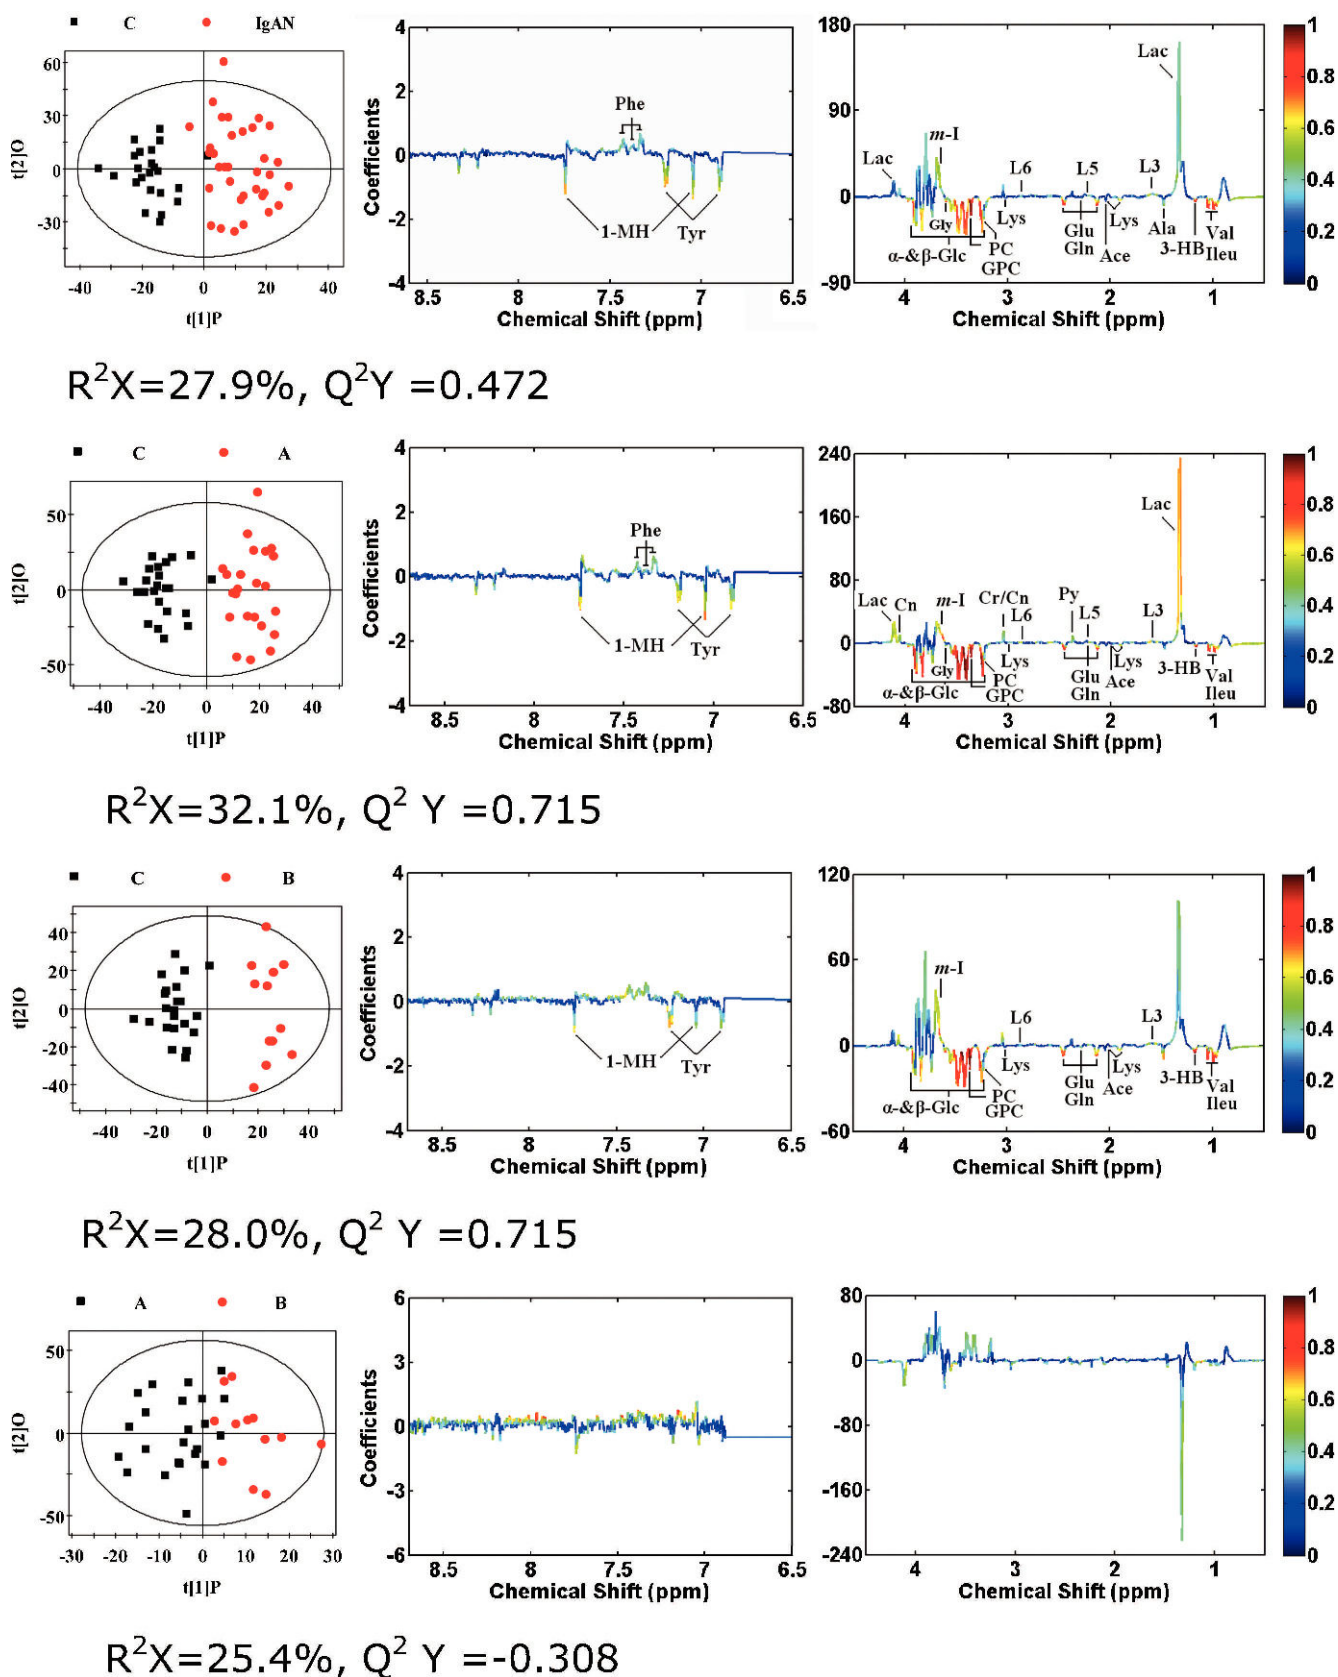 C IgAN
60
30
0
-30
-40 -20 0 20 40
t[2]O
t[1]P
4
2
0
-2
-4
Coefficients
Phe
1-MH Tyr
8.5 8 7.5 7 6.5
Chemical Shift (ppm)
180
90
0
-90
Lac
m-I
Lac L6 L5 L3
Gly Lys Glu Lys Ala Val
α-&β-Glc PC Gln Ace 3-HB Ileu
GPC
4 3 2 1
Chemical Shift (ppm)
1
0.8
0.6
0.4
0.2
0
R²X=27.9%, Q²Y =0.472
C A
50
0
-50
-40 -20 0 20 40
t[2]O
t[1]P
4
2
0
-2
-4
Coefficients
Phe
1-MH Tyr
8.5 8 7.5 7 6.5
Chemical Shift (ppm)
240
160
80
0
-80
Lac
Lac Cn m-I Cr/Cn L6 Py L5 L3
Gly Lys Glu Lys 3-HB Val
α-&β-Glc PC Gln Ace Ileu
GPC
4 3 2 1
Chemical Shift (ppm)
1
0.8
0.6
0.4
0.2
0
R²X=32.1%, Q² Y =0.715
C B
40
20
0
-20
-40
-40 -20 0 20 40
t[2]O
t[1]P
4
2
0
-2
-4
Coefficients
1-MH Tyr
8.5 8 7.5 7 6.5
Chemical Shift (ppm)
120
60
0
-60
m-I
L6 L3
Lys Glu Lys 3-HB Val
α-&β-Glc PC Gln Ace Ileu
GPC
4 3 2 1
Chemical Shift (ppm)
1
0.8
0.6
0.4
0.2
0
R²X=28.0%, Q² Y =0.715
A B
50
0
-50
-30 -20 -10 0 10 20 30
t[2]O
t[1]P
6
3
0
-3
-6
Coefficients
8.5 8 7.5 7 6.5
Chemical Shift (ppm)
80
0
-80
-160
-240
4 3 2 1
Chemical Shift (ppm)
1
0.8
0.6
0.4
0.2
0
R²X=25.4%, Q² Y =-0.308